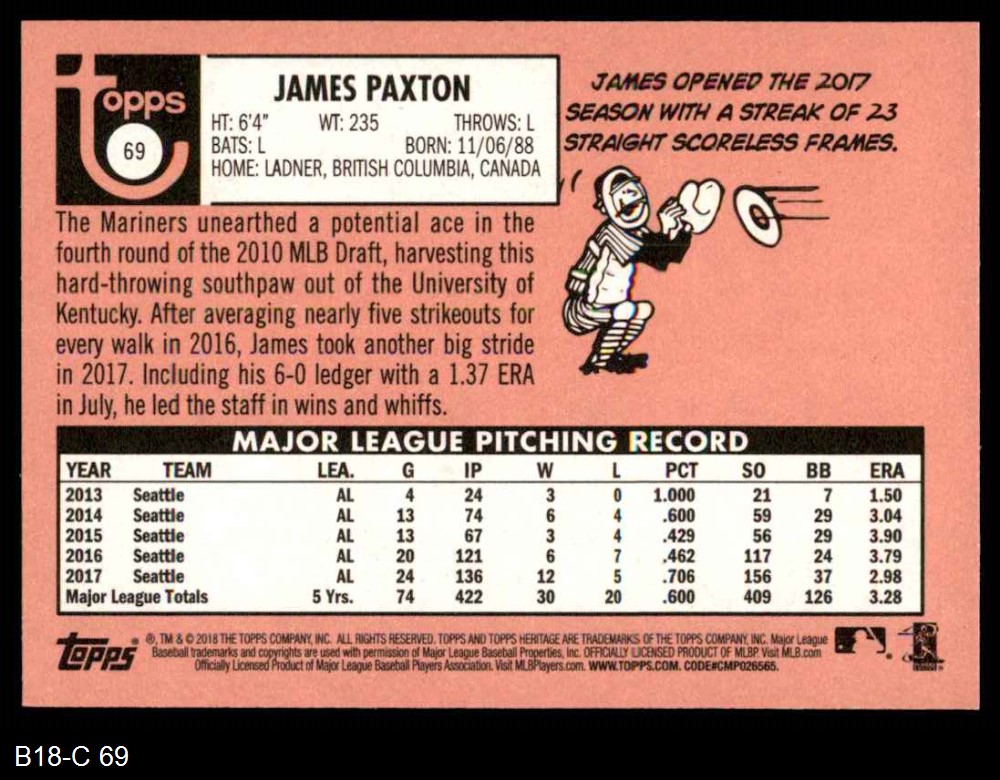 Topps
69
JAMES PAXTON
HT: 6'4" WT: 235 THROWS: L
BATS: L BORN: 11/06/88
HOME: LADNER, BRITISH COLUMBIA, CANADA
JAMES OPENED THE 2017
SEASON WITH A STREAK OF 23
STRAIGHT SCORELESS FRAMES.
The Mariners unearthed a potential ace in the
fourth round of the 2010 MLB Draft, harvesting this
hard-throwing southpaw out of the University of
Kentucky. After averaging nearly five strikeouts for
every walk in 2016, James took another big stride
in 2017. Including his 6-0 ledger with a 1.37 ERA
in July, he led the staff in wins and whiffs.
MAJOR LEAGUE PITCHING RECORD
YEAR TEAM LEA. G IP W L PCT SO BB ERA
2013 Seattle AL 4 24 3 0 1.000 21 7 1.50
2014 Seattle AL 13 74 6 4 .600 59 29 3.04
2015 Seattle AL 13 67 3 4 .429 56 29 3.90
2016 Seattle AL 20 121 6 7 .462 117 24 3.79
2017 Seattle AL 24 136 12 5 .706 156 37 2.98
Major League Totals 5 Yrs. 74 422 30 20 .600 409 126 3.28
Topps
®, TM & © 2018 THE TOPPS COMPANY, INC. ALL RIGHTS RESERVED. TOPPS AND TOPPS HERITAGE ARE TRADEMARKS OF THE TOPPS COMPANY, INC. Major League
Baseball trademarks and copyrights are used with permission of Major League Baseball Properties, Inc. OFFICIALLY LICENSED PRODUCT OF MLBP. Visit MLB.com
Officially Licensed Product of Major League Baseball Players Association. Visit MLBPlayers.com. WWW.TOPPS.COM. CODE#CMP026565.
B18-C 69